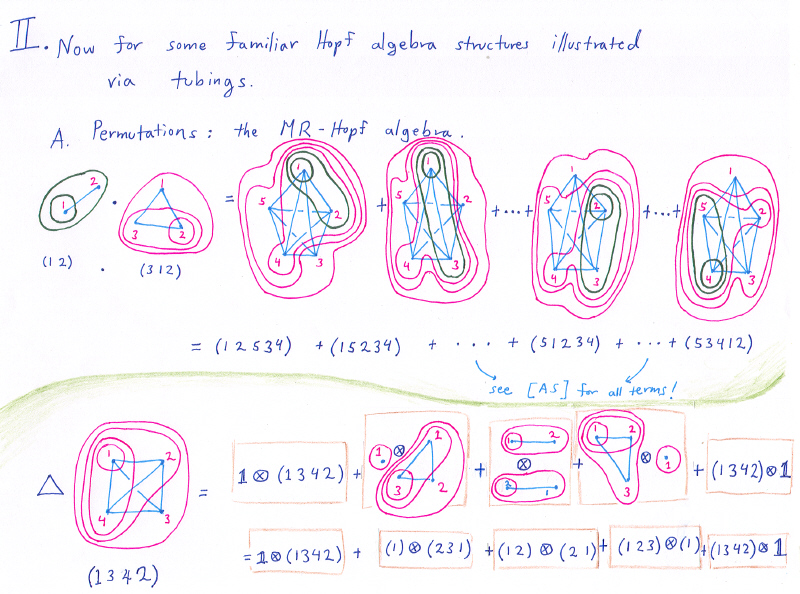 II. Now for some familiar Hopf algebra structures illustrated
via tubings.
A. Permutations: the MR-Hopf algebra.
1 2 · 1 3 2 = 1 5 2 4 3 + 1 5 2 4 3 +···+ 1 5 2 4 3 +···+ 1 5 2 4 3
(1 2) · (3 1 2)
= (1 2 5 3 4) + (1 5 2 3 4) + · · · + (5 1 2 3 4) + · · · + (5 3 4 1 2)
see [AS] for all terms!
Δ 1 2 4 3 = 1 ⊗ (1 3 4 2) + 1 ⊗ 1 3 2 + 1 2 ⊗ 2 1 + 1 2 3 ⊗ 1 + (1 3 4 2) ⊗ 1
(1 3 4 2)
= 1 ⊗ (1 3 4 2) + (1) ⊗ (2 3 1) + (1 2) ⊗ (2 1) + (1 2 3) ⊗ (1) + (1 3 4 2) ⊗ 1